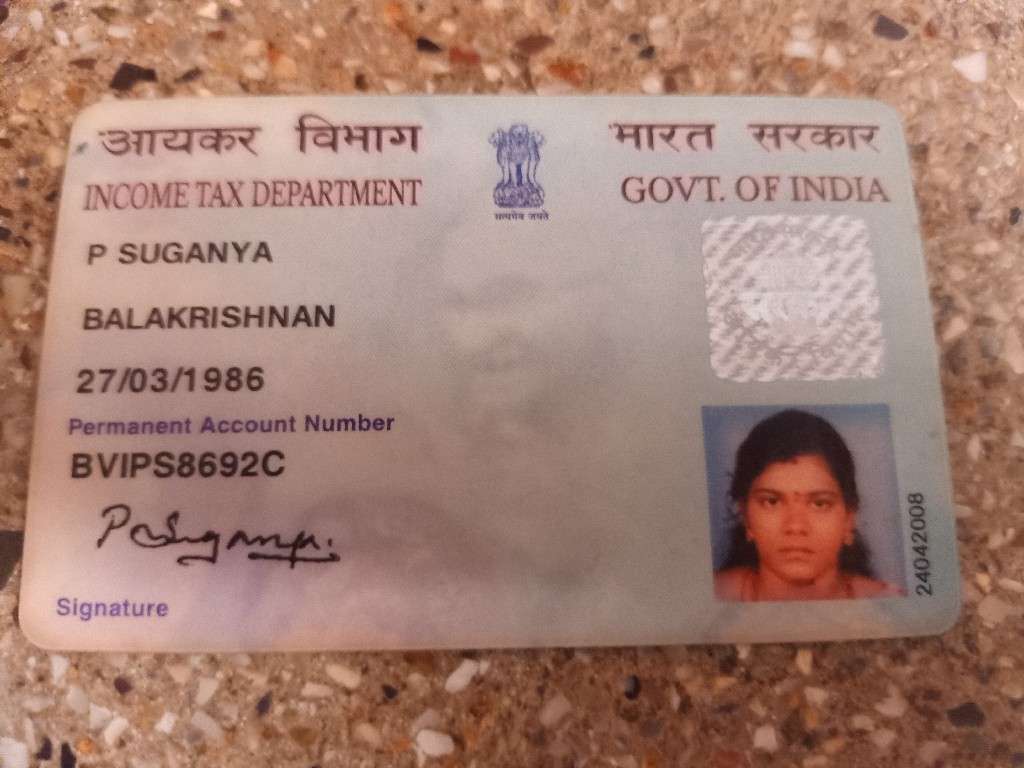 आयकर विभाग
INCOME TAX DEPARTMENT
सत्यमेव जयते
भारत सरकार
GOVT. OF INDIA
P SUGANYA
BALAKRISHNAN
27/03/1986
Permanent Account Number
BVIPS8692C
P Suganya.
Signature
24042008